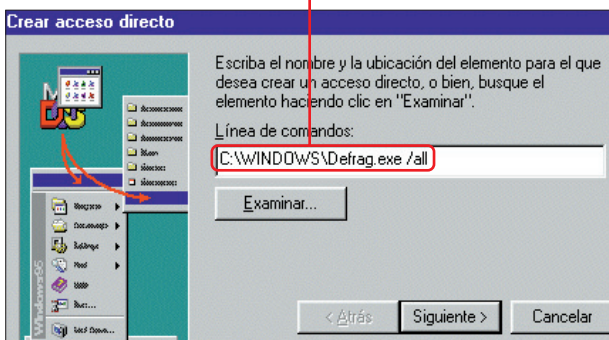 Crear acceso directo
Escriba el nombre y la ubicación del elemento para el que
desea crear un acceso directo, o bien, busque el
elemento haciendo clic en "Examinar".
Línea de comandos:
C:\WINDOWS\Defrag.exe /all
Examinar...
< Atrás
Siguiente >
Cancelar
Windows95